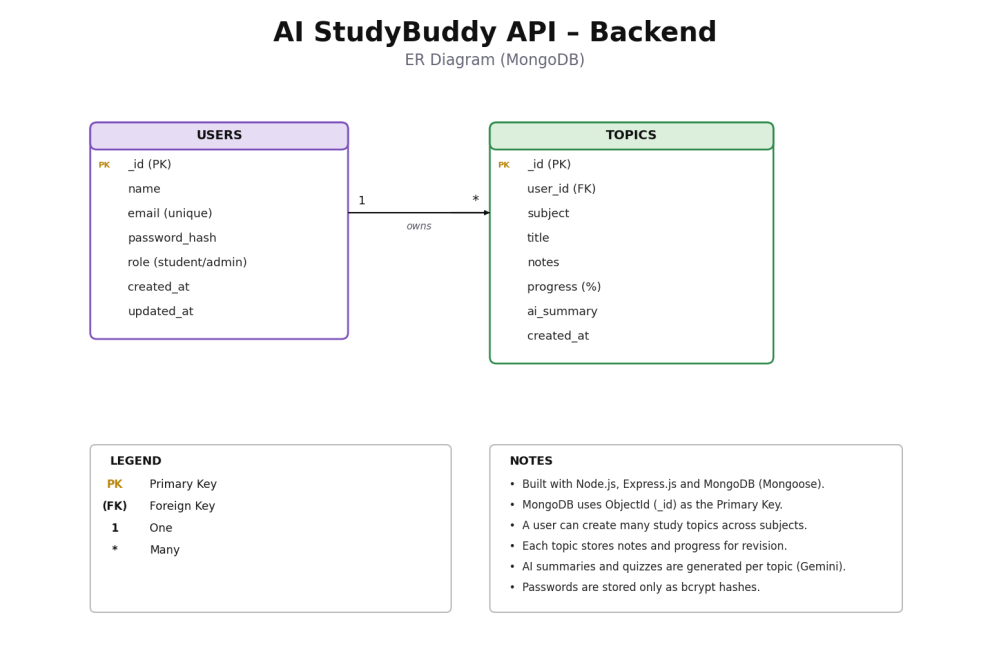 AI StudyBuddy API – Backend
ER Diagram (MongoDB)
USERS
PK _id (PK)
name
email (unique)
password_hash
role (student/admin)
created_at
updated_at
1
*
owns
TOPICS
PK _id (PK)
user_id (FK)
subject
title
notes
progress (%)
ai_summary
created_at
LEGEND
PK Primary Key
(FK) Foreign Key
1 One
* Many
NOTES
• Built with Node.js, Express.js and MongoDB (Mongoose).
• MongoDB uses ObjectId (_id) as the Primary Key.
• A user can create many study topics across subjects.
• Each topic stores notes and progress for revision.
• AI summaries and quizzes are generated per topic (Gemini).
• Passwords are stored only as bcrypt hashes.